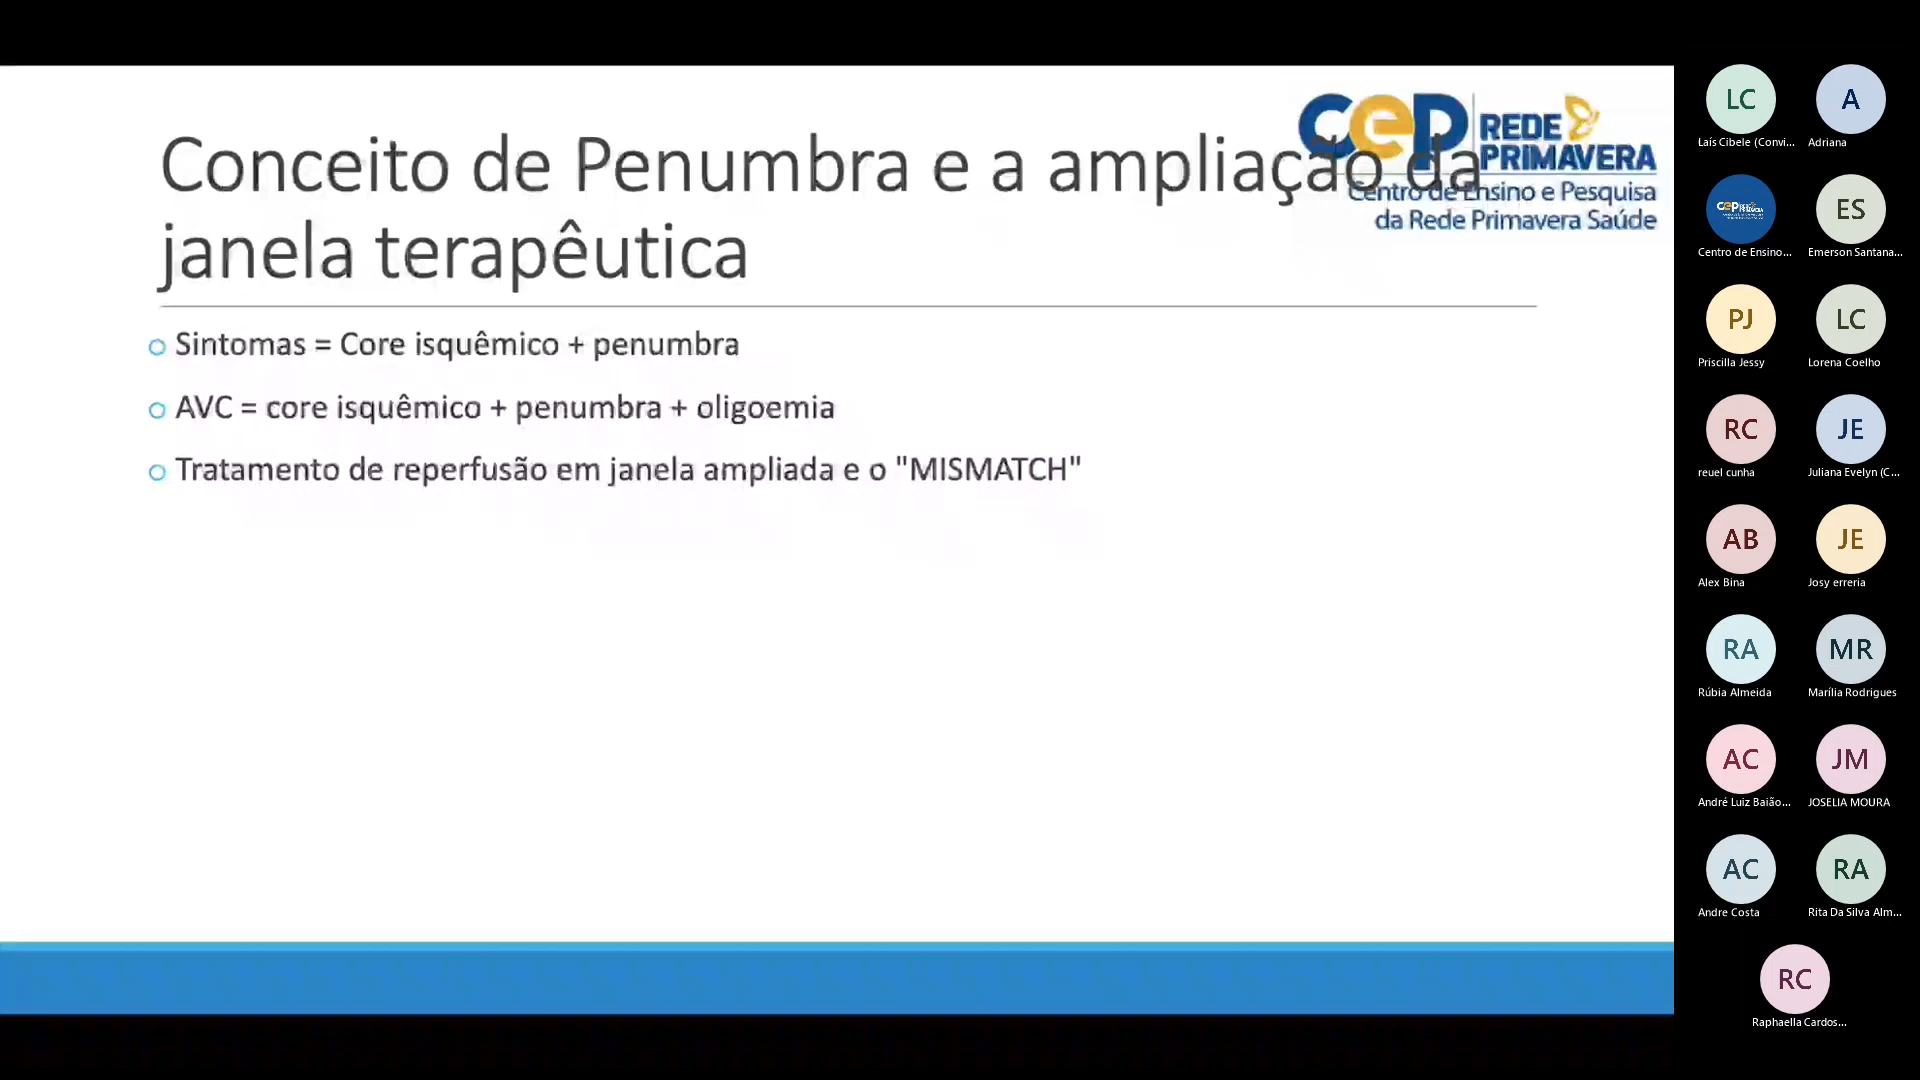 Conceito de Penumbra e a ampliação da
janela terapêutica
cep REDE PRIMAVERA
Centro de Ensino e Pesquisa
da Rede Primavera Saúde
Sintomas = Core isquêmico + penumbra
AVC = core isquêmico + penumbra + oligoemia
Tratamento de reperfusão em janela ampliada e o "MISMATCH"
LC A
Laís Cibele (Convi... Adriana
ES
Centro de Ensino... Emerson Santana...
PJ LC
Priscilla Jessy Lorena Coelho
RC JE
reuel cunha Juliana Evelyn (C...
AB JE
Alex Bina Josy erreria
RA MR
Rúbia Almeida Marília Rodrigues
AC JM
André Luiz Baião... JOSELIA MOURA
AC RA
Andre Costa Rita Da Silva Alm...
RC
Raphaella Cardos...